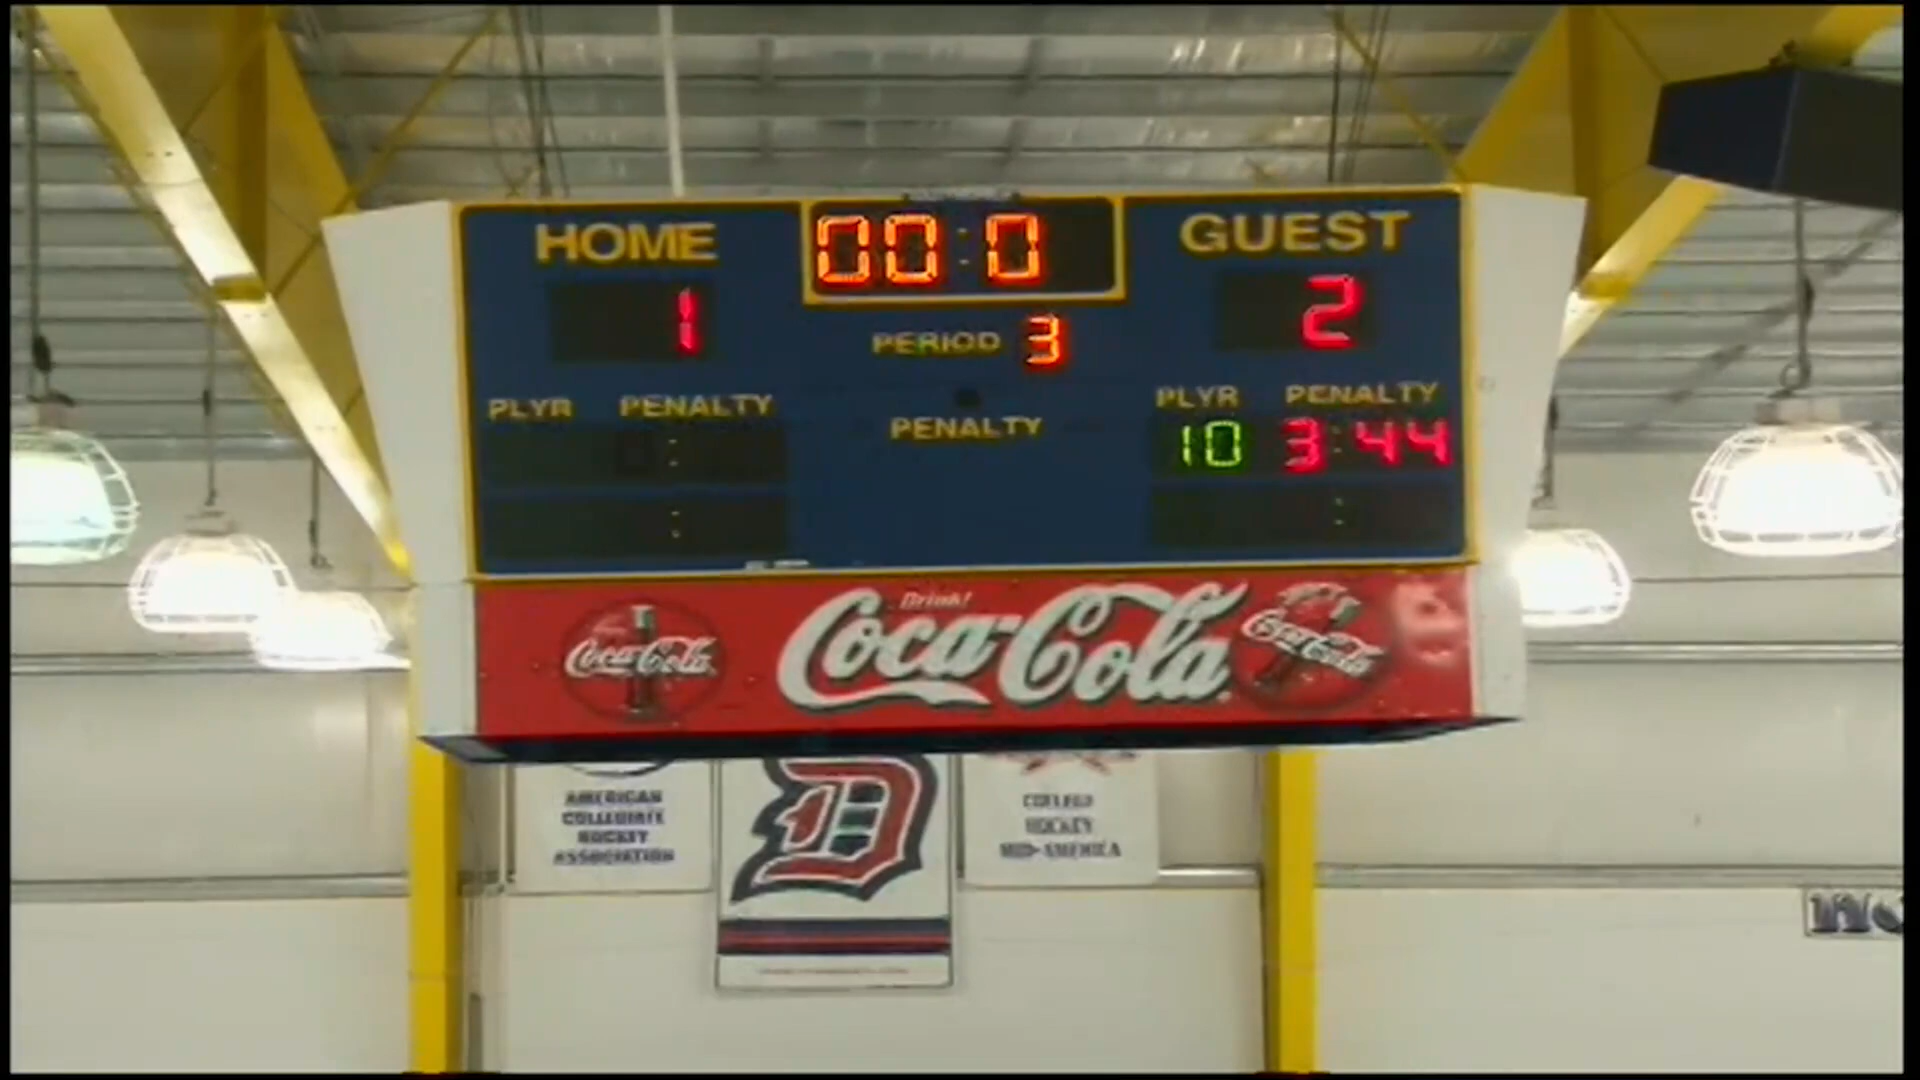 HOME
00:0
GUEST
1
PERIOD 3
2
PLYR PENALTY
PENALTY
PLYR PENALTY
10 3:44
Drink!
Coca-Cola
Coca-Cola
Coca-Cola
AMERICAN
COLLEGIATE
HOCKEY
ASSOCIATION
D
COLLEGE
HOCKEY
MID-AMERICA